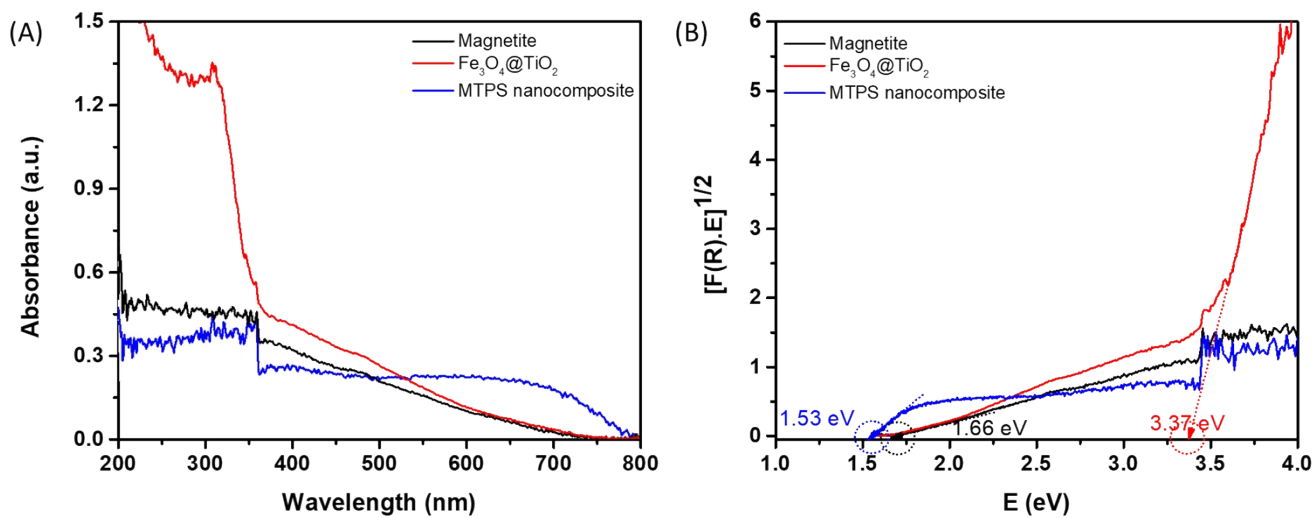 (A)
1.5
1.2
0.9
0.6
0.3
0.0
Absorbance (a.u.)
Magnetite
Fe₃O₄@TiO₂
MTPS nanocomposite
200 300 400 500 600 700 800
Wavelength (nm)
(B)
6
5
4
3
2
1
0
[F(R).E]^1/2
Magnetite
Fe₃O₄@TiO₂
MTPS nanocomposite
1.53 eV
1.66 eV
3.37 eV
1.0 1.5 2.0 2.5 3.0 3.5 4.0
E (eV)